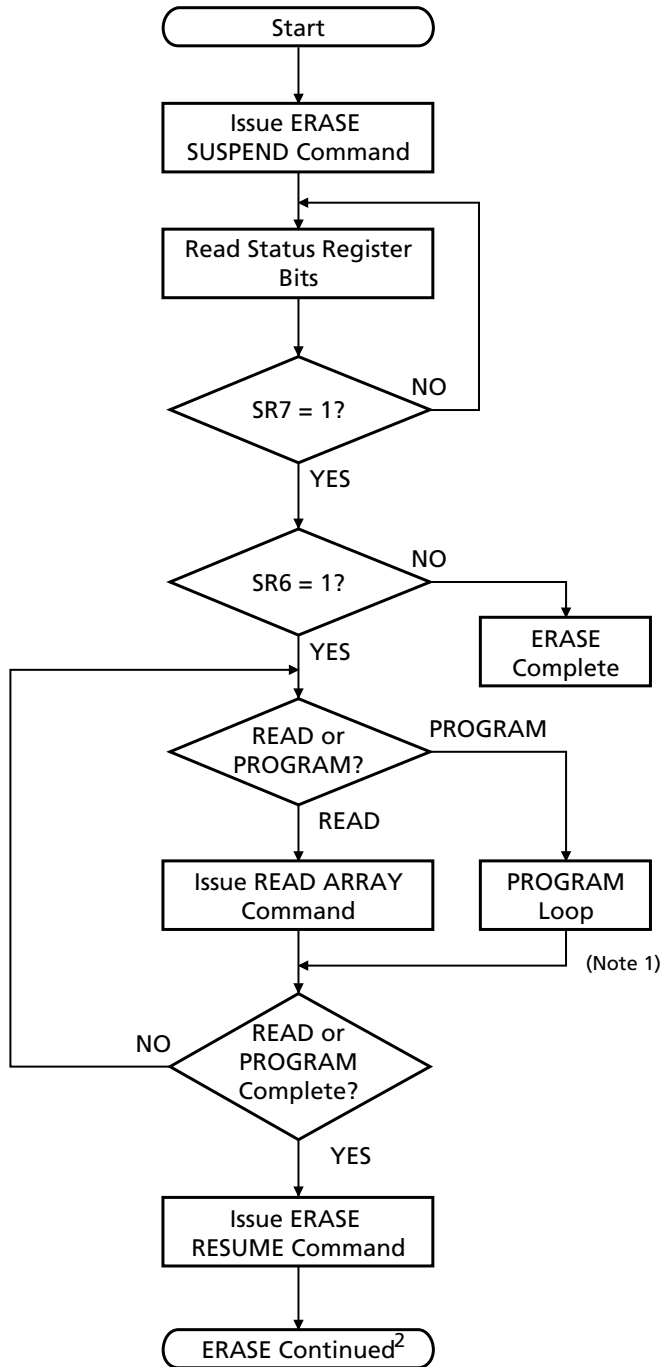 Start
Issue ERASE
SUSPEND Command
Read Status Register
Bits
SR7 = 1?
NO
YES
SR6 = 1?
NO
YES
ERASE
Complete
READ or
PROGRAM?
PROGRAM
READ
Issue READ ARRAY
Command
PROGRAM
Loop
(Note 1)
READ or
PROGRAM
Complete?
NO
YES
Issue ERASE
RESUME Command
ERASE Continued²